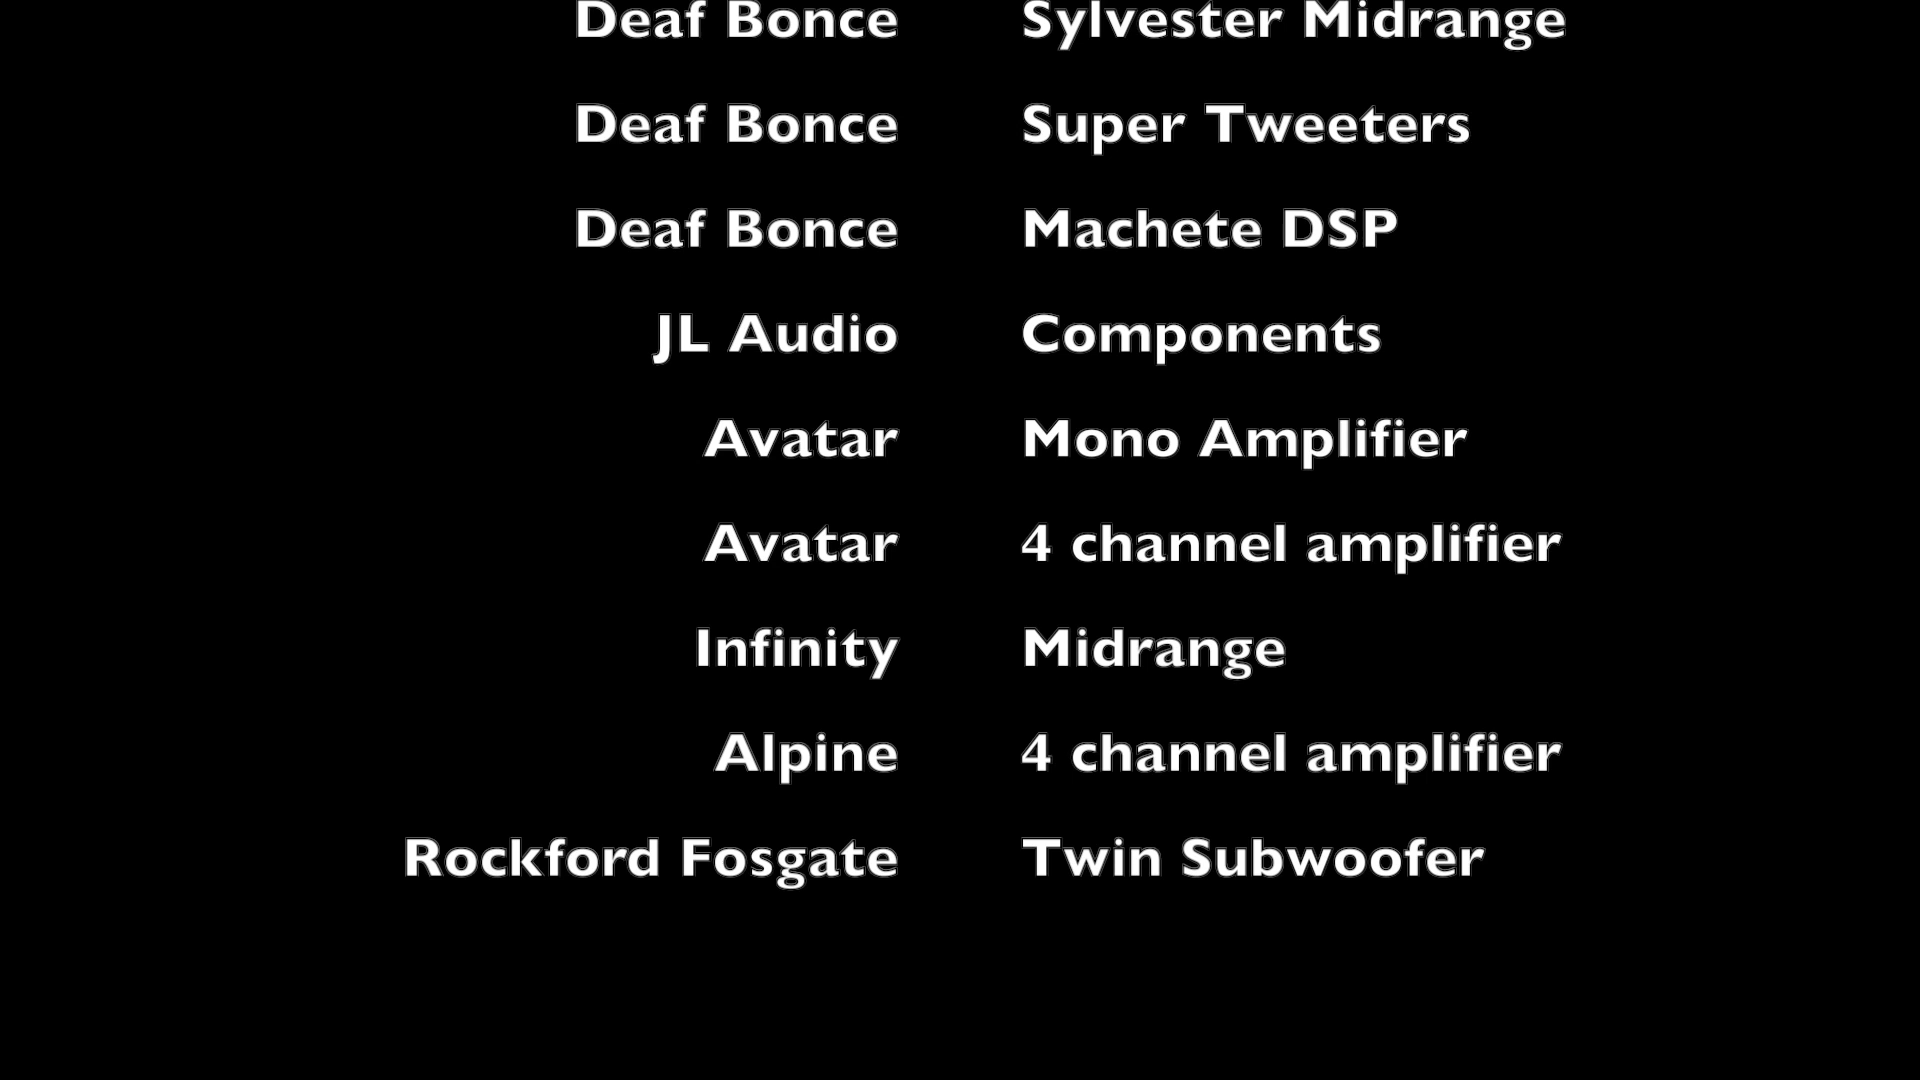 Deaf Bonce Sylvester Midrange
Deaf Bonce Super Tweeters
Deaf Bonce Machete DSP
JL Audio Components
Avatar Mono Amplifier
Avatar 4 channel amplifier
Infinity Midrange
Alpine 4 channel amplifier
Rockford Fosgate Twin Subwoofer